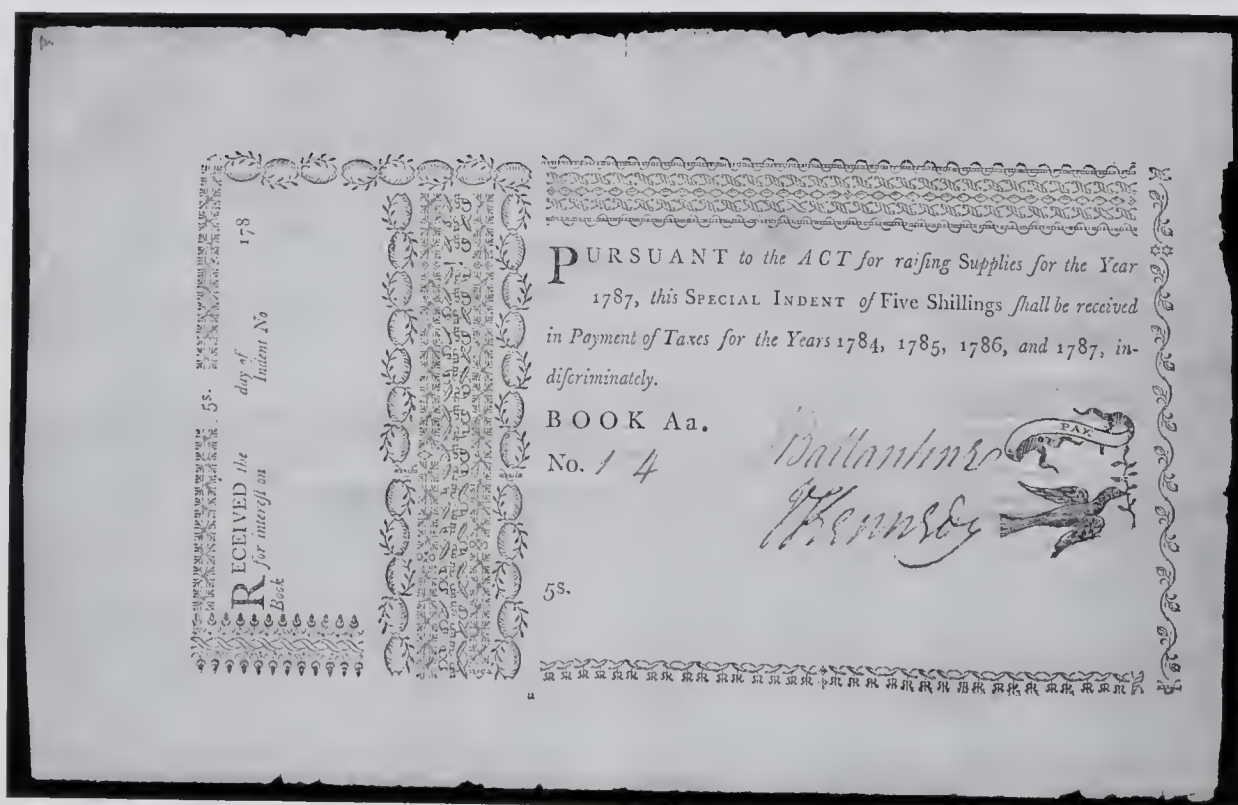 5s.
RECEIVED the day of 178
for intereſt on Indent No
Book
PURSUANT to the ACT for raiſing Supplies for the Year
1787, this SPECIAL INDENT of Five Shillings ſhall be received
in Payment of Taxes for the Years 1784, 1785, 1786, and 1787, in-
diſcriminately.
BOOK Aa.
No. 14
Ballantine
PAY
JKennedy
5s.